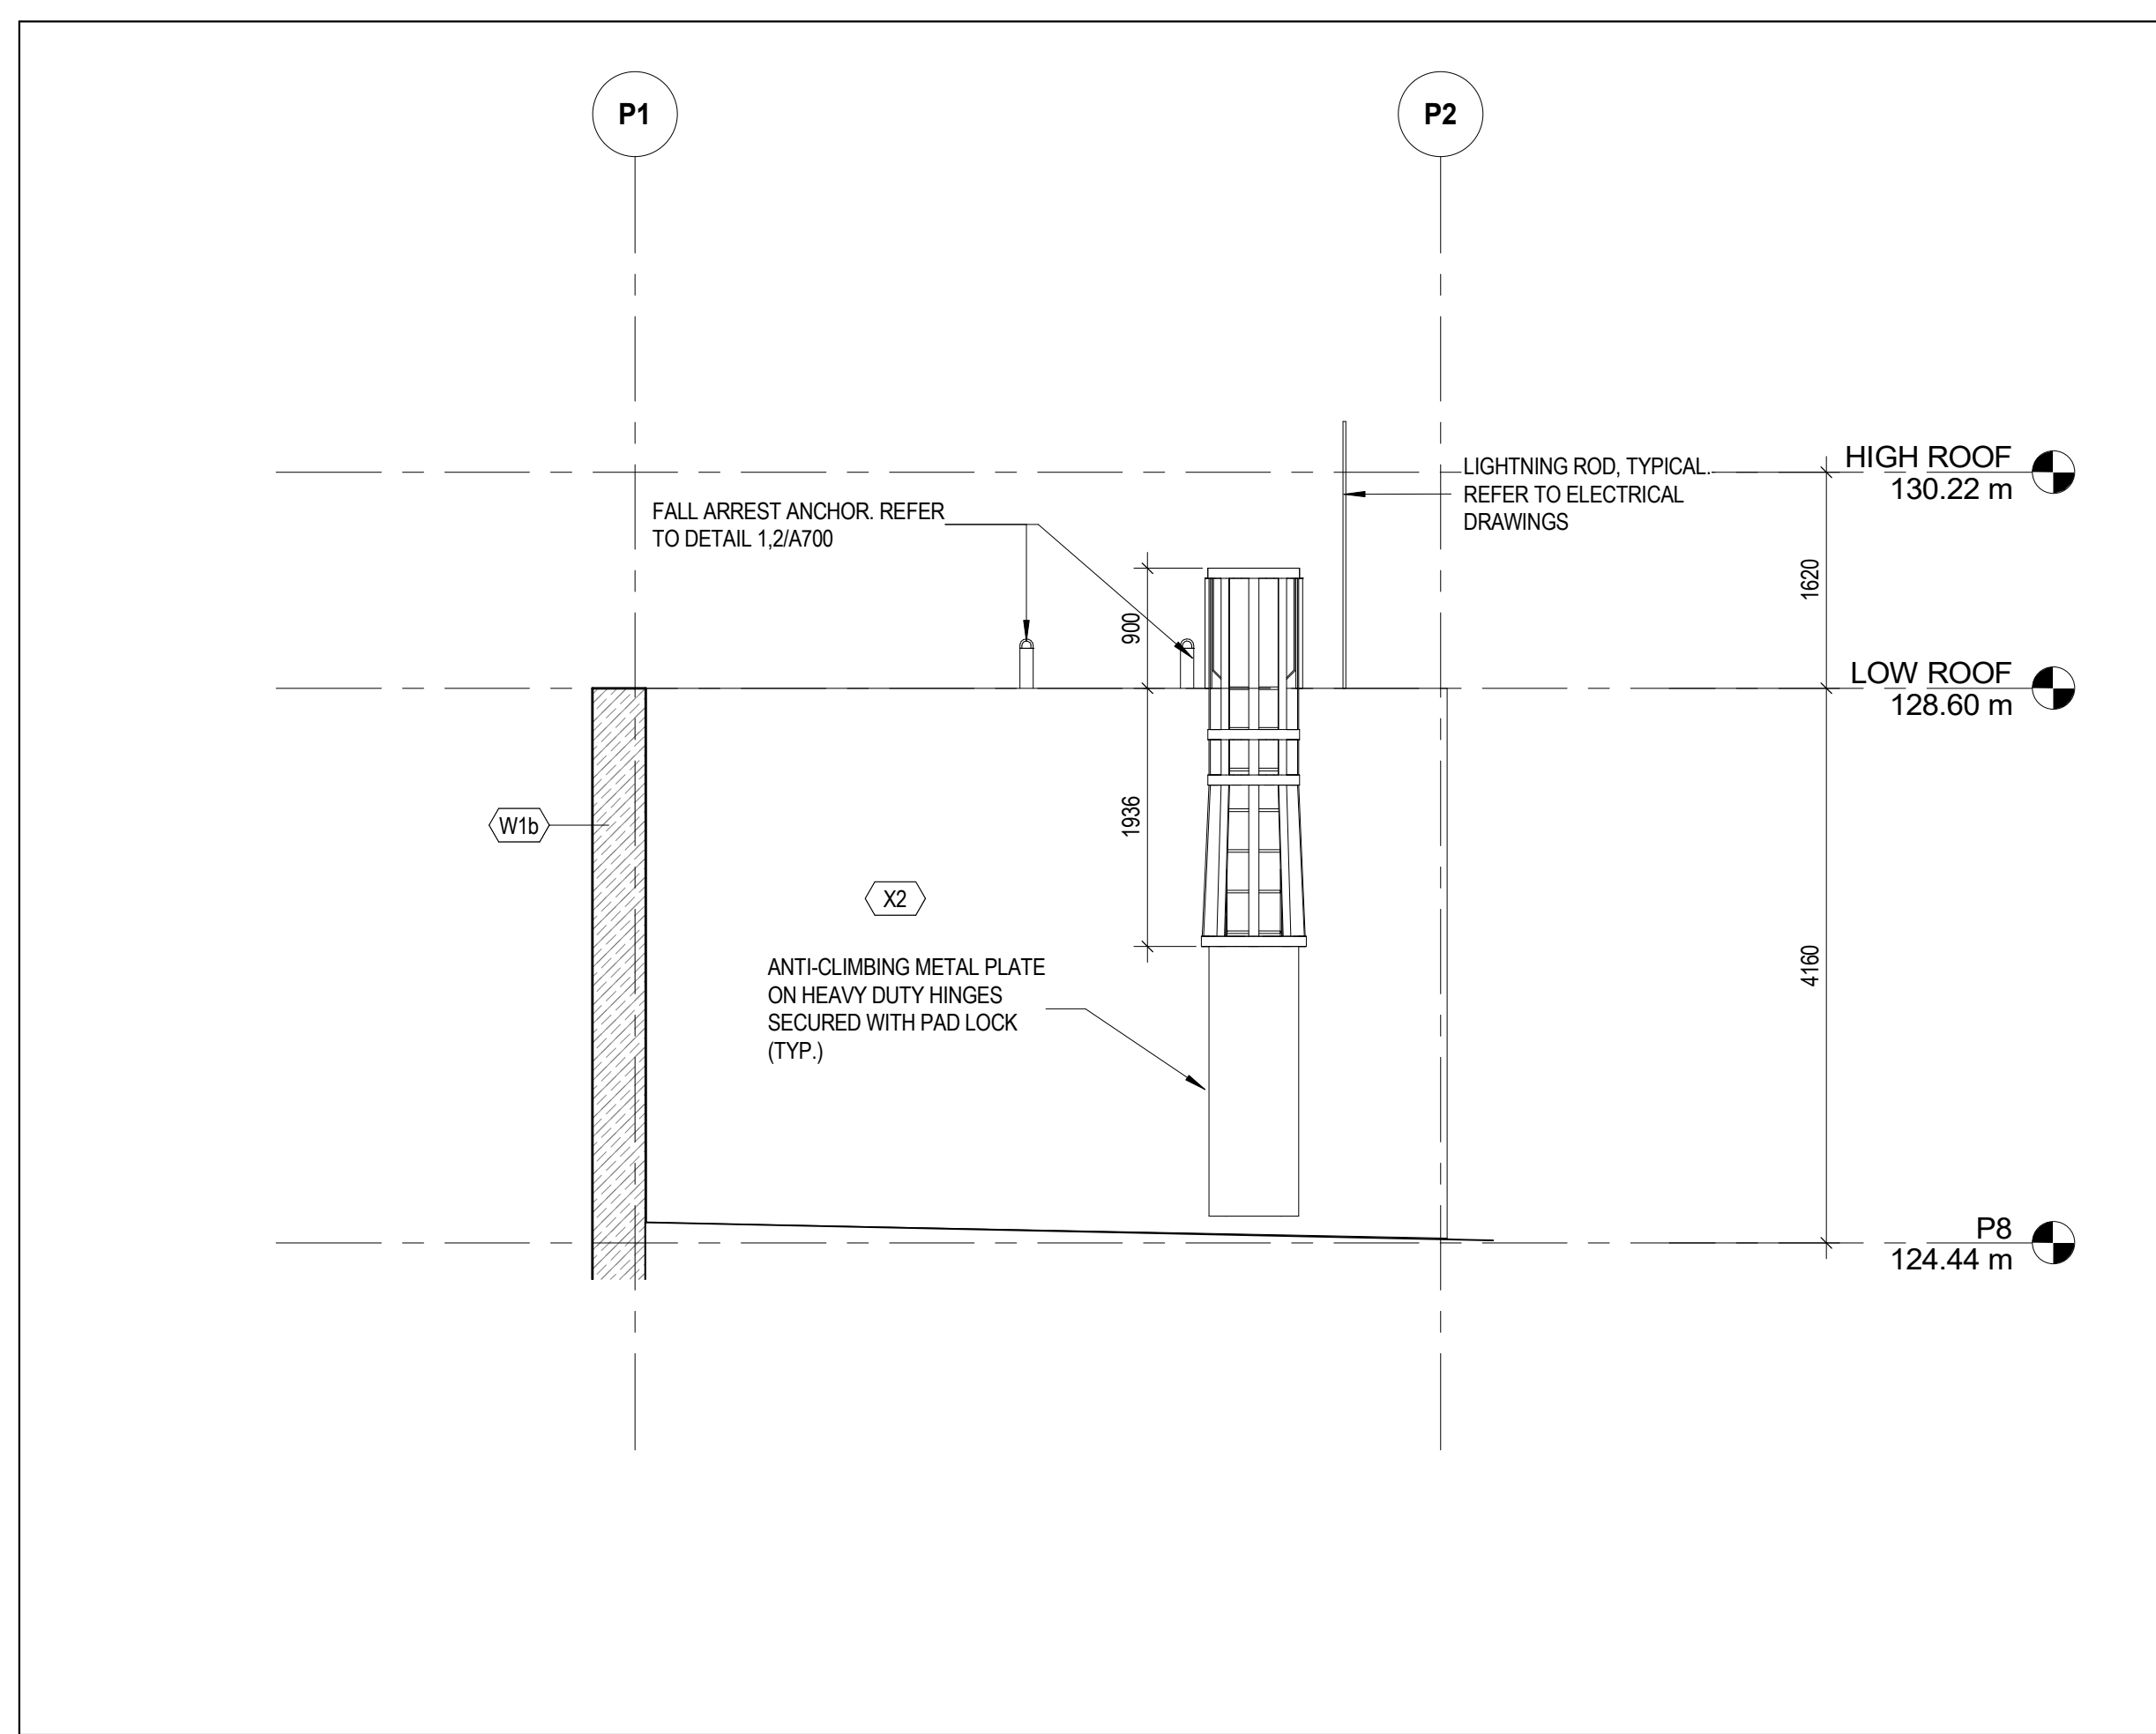 P1
P2
HIGH ROOF
130.22 m
LIGHTNING ROD, TYPICAL.
REFER TO ELECTRICAL
DRAWINGS
FALL ARREST ANCHOR. REFER
TO DETAIL 1,2/A700
1620
900
LOW ROOF
128.60 m
W1b
1936
X2
4160
ANTI-CLIMBING METAL PLATE
ON HEAVY DUTY HINGES
SECURED WITH PAD LOCK
(TYP.)
P8
124.44 m